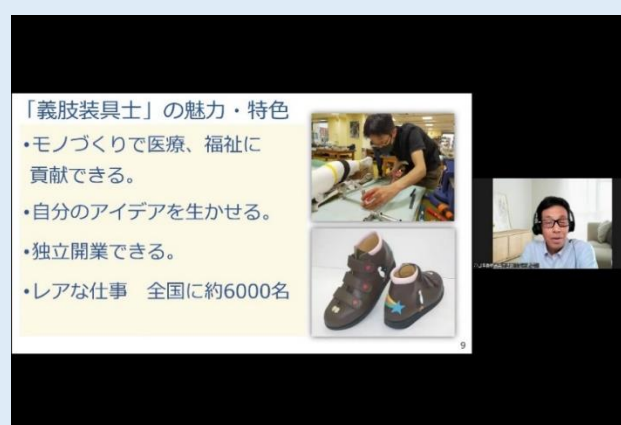 「義肢装具士」の魅力・特色
•モノづくりで医療、福祉に
貢献できる。
•自分のアイデアを生かせる。
•独立開業できる。
•レアな仕事　全国に約6000名
9